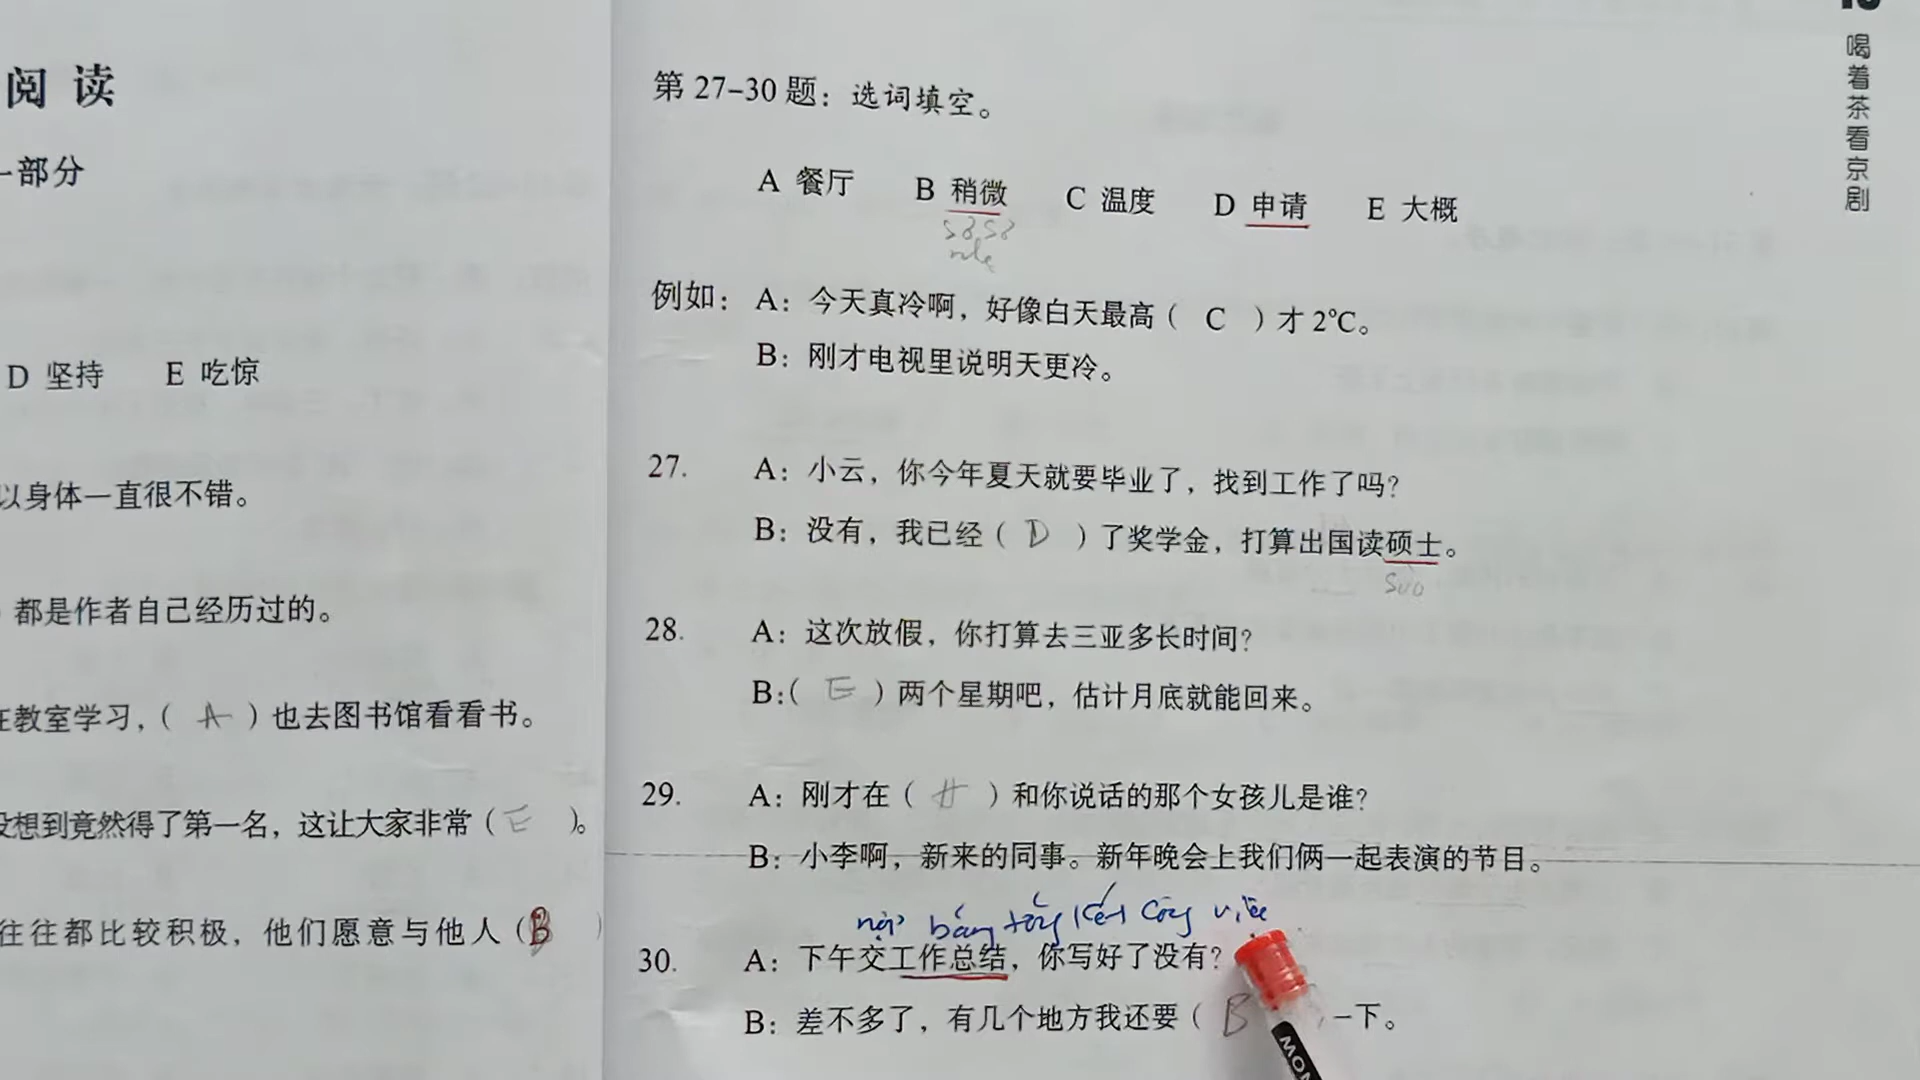 阅读
一部分
D 坚持 E 吃惊
以身体一直很不错。
都是作者自己经历过的。
在教室学习,( A )也去图书馆看看书。
没想到竟然得了第一名,这让大家非常( E )。
往往都比较积极,他们愿意与他人( B )
喝着茶看京剧
第 27-30 题:选词填空。
A 餐厅 B 稍微 C 温度 D 申请 E 大概
例如: A: 今天真冷啊,好像白天最高( C )才 2℃。
B: 刚才电视里说明天更冷。
27. A: 小云,你今年夏天就要毕业了,找到工作了吗?
B: 没有,我已经( D )了奖学金,打算出国读硕士。
suo
28. A: 这次放假,你打算去三亚多长时间?
B:( E )两个星期吧,估计月底就能回来。
29. A: 刚才在( A )和你说话的那个女孩儿是谁?
B: 小李啊,新来的同事。新年晚会上我们俩一起表演的节目。
nộp bảng tổng kết công việc
30. A: 下午交工作总结,你写好了没有?
B: 差不多了,有几个地方我还要( B 一下。